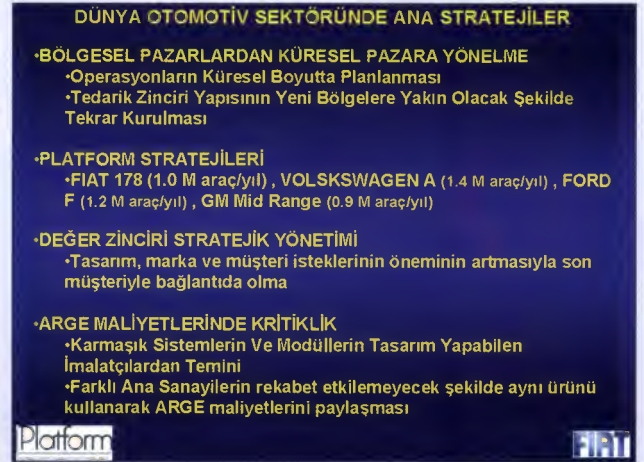 DÜNYA OTOMOTİV SEKTÖRÜNDE ANA STRATEJİLER
•BÖLGESEL PAZARLARDAN KÜRESEL PAZARA YÖNELME
•Operasyonların Küresel Boyutta Planlanması
•Tedarik Zinciri Yapısının Yeni Bölgelere Yakın Olacak Şekilde
Tekrar Kurulması
•PLATFORM STRATEJİLERİ
•FIAT 178 (1.0 M araç/yıl) , VOLSKSWAGEN A (1.4 M araç/yıl) , FORD
F (1.2 M araç/yıl) , GM Mid Range (0.9 M araç/yıl)
•DEĞER ZİNCİRİ STRATEJİK YÖNETİMİ
•Tasarım, marka ve müşteri isteklerinin öneminin artmasıyla son
müşteriyle bağlantıda olma
•ARGE MALİYETLERİNDE KRİTİKLİK
•Karmaşık Sistemlerin Ve Modüllerin Tasarım Yapabilen
İmalatçılardan Temini
•Farklı Ana Sanayilerin rekabet etkilemeyecek şekilde aynı ürünü
kullanarak ARGE maliyetlerini paylaşması
Platform
FIAT